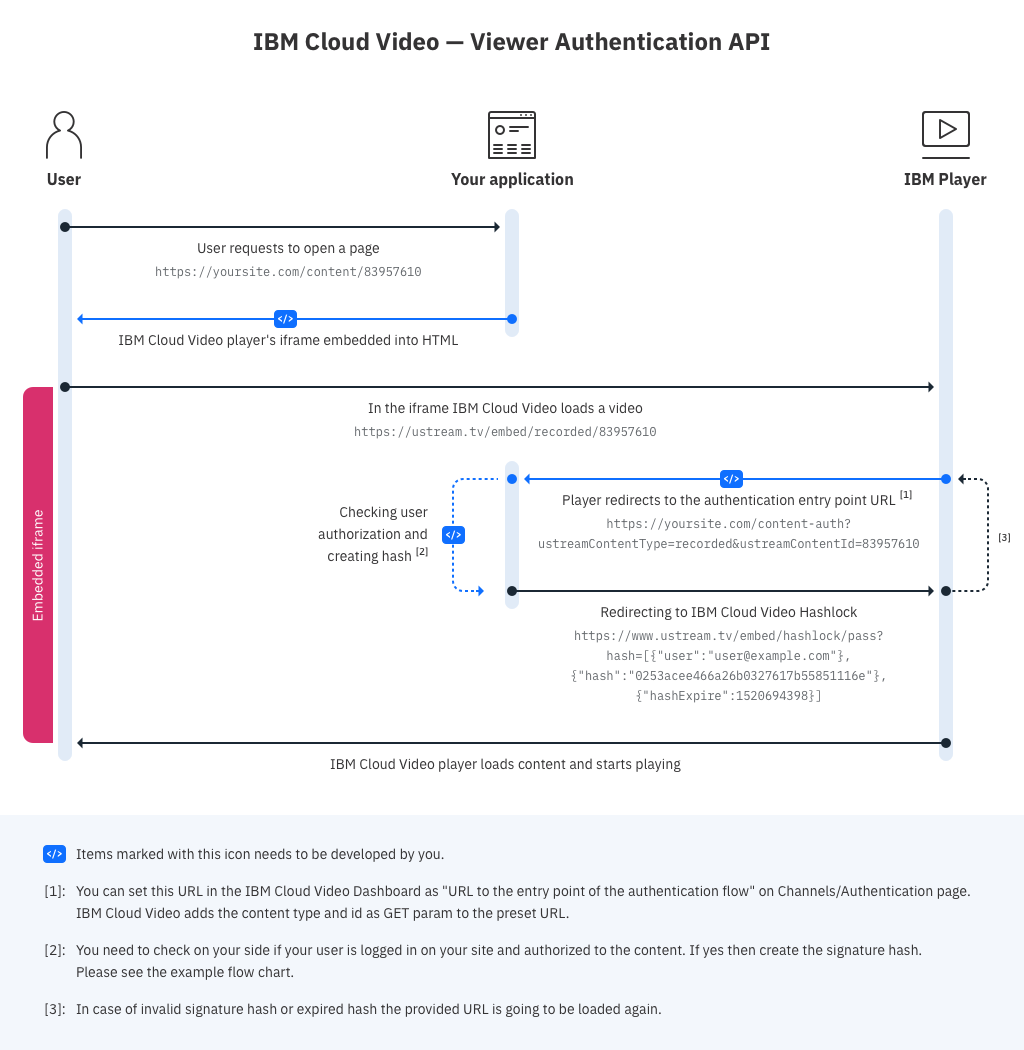 IBM Cloud Video — Viewer Authentication API
User
Your application
IBM Player
User requests to open a page
https://yoursite.com/content/83957610
</>
IBM Cloud Video player's iframe embedded into HTML
In the iframe IBM Cloud Video loads a video
https://ustream.tv/embed/recorded/83957610
Embedded iframe
</>
Player redirects to the authentication entry point URL [1]
https://yoursite.com/content-auth?
ustreamContentType=recorded&ustreamContentId=83957610
Checking user
authorization and
creating hash [2]
</>
[3]
Redirecting to IBM Cloud Video Hashlock
https://www.ustream.tv/embed/hashlock/pass?
hash=[{"user":"user@example.com"},
{"hash":"0253acee466a26b0327617b55851116e"},
{"hashExpire":1520694398}]
IBM Cloud Video player loads content and starts playing
</> Items marked with this icon needs to be developed by you.
[1]: You can set this URL in the IBM Cloud Video Dashboard as "URL to the entry point of the authentication flow" on Channels/Authentication page.
IBM Cloud Video adds the content type and id as GET param to the preset URL.
[2]: You need to check on your side if your user is logged in on your site and authorized to the content. If yes then create the signature hash.
Please see the example flow chart.
[3]: In case of invalid signature hash or expired hash the provided URL is going to be loaded again.